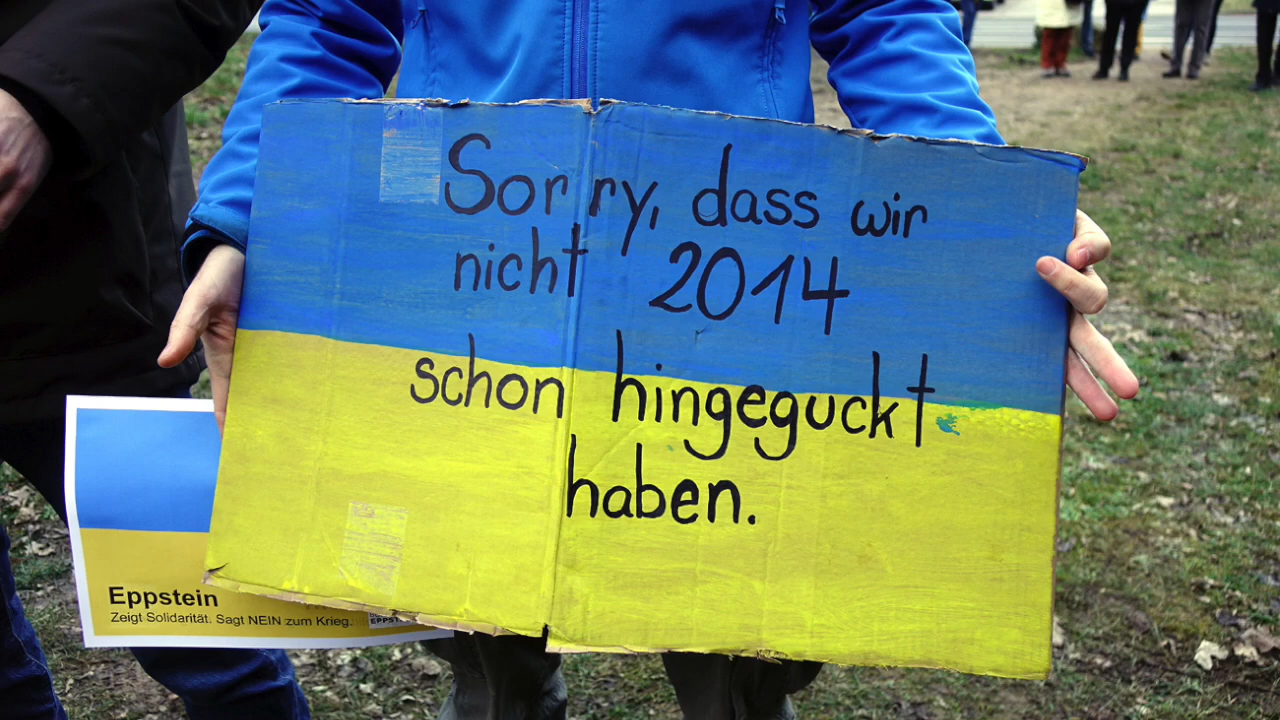 Sorry, dass wir
nicht 2014
schon hingeguckt
haben.
Eppstein
Zeigt Solidarität. Sagt NEIN zum Krieg.